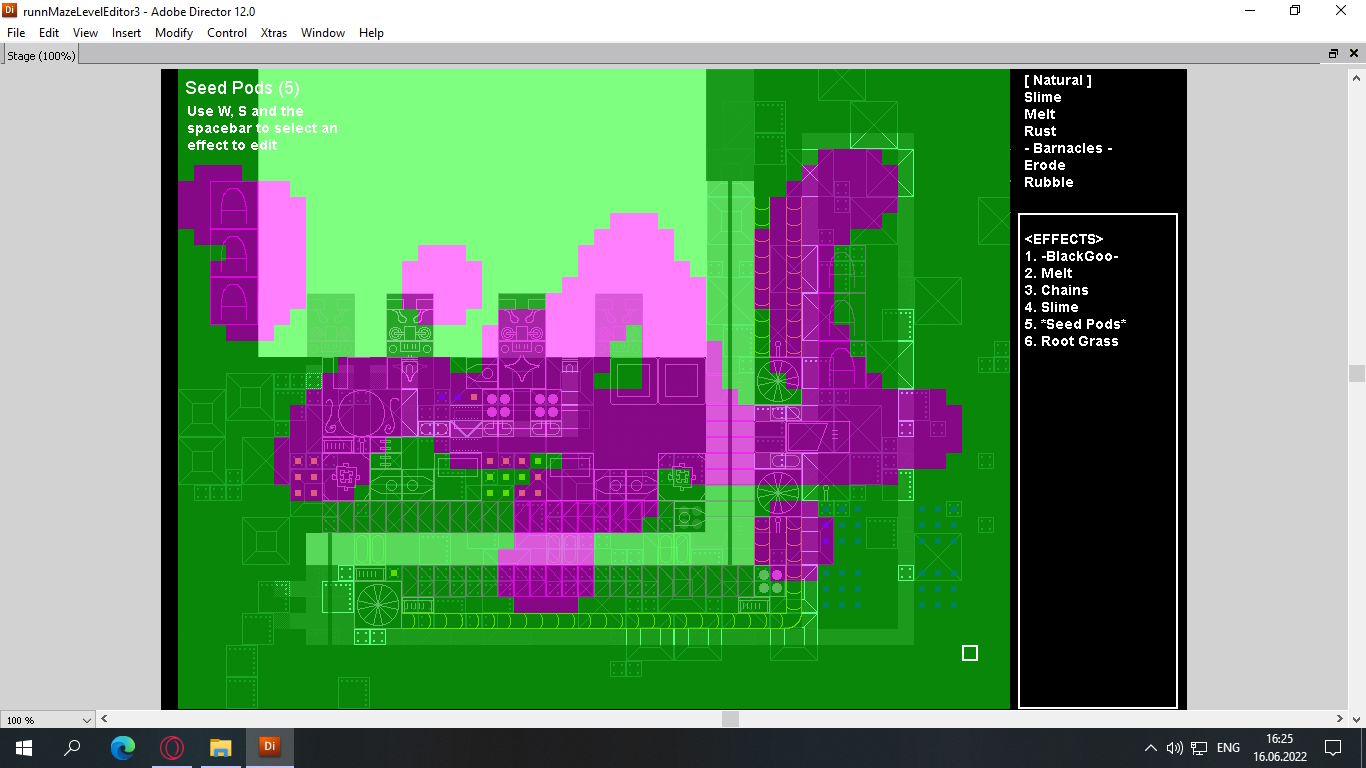 runnMazeLevelEditor3 - Adobe Director 12.0
File Edit View Insert Modify Control Xtras Window Help
Stage (100%)
Seed Pods (5)
Use W, S and the
spacebar to select an
effect to edit
[ Natural ]
Slime
Melt
Rust
- Barnacles -
Erode
Rubble
<EFFECTS>
1. -BlackGoo-
2. Melt
3. Chains
4. Slime
5. *Seed Pods*
6. Root Grass
100 %
Di
ENG
16:25
16.06.2022